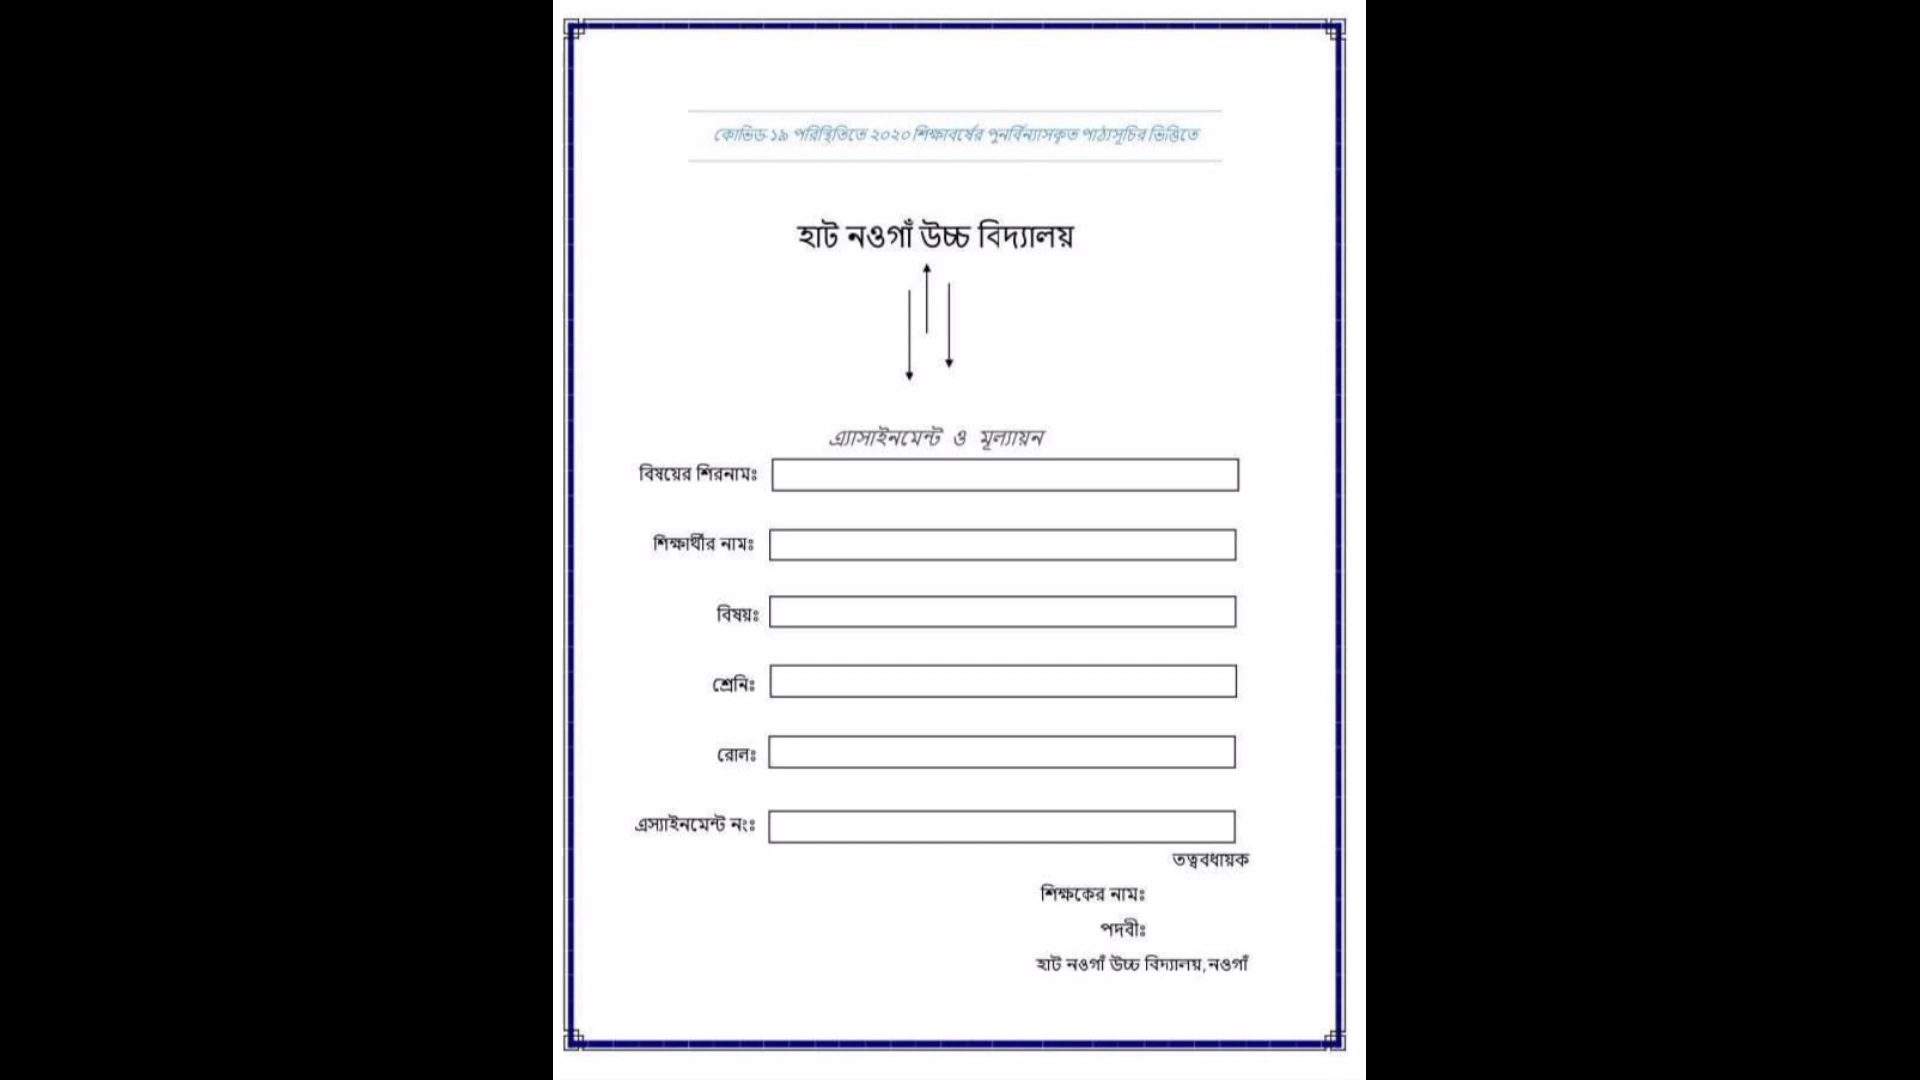 কোভিড ১৯ পরিস্থিতিতে ২০২০ শিক্ষাবর্ষের পুনর্বিন্যাসকৃত পাঠ্যসূচির ভিত্তিতে
হাট নওগাঁ উচ্চ বিদ্যালয়
এ্যাসাইনমেন্ট ও মূল্যায়ন
বিষয়ের শিরনামঃ
শিক্ষার্থীর নামঃ
বিষয়ঃ
শ্রেনিঃ
রোলঃ
এস্যাইনমেন্ট নংঃ
তত্ববধায়ক
শিক্ষকের নামঃ
পদবীঃ
হাট নওগাঁ উচ্চ বিদ্যালয়,নওগাঁ